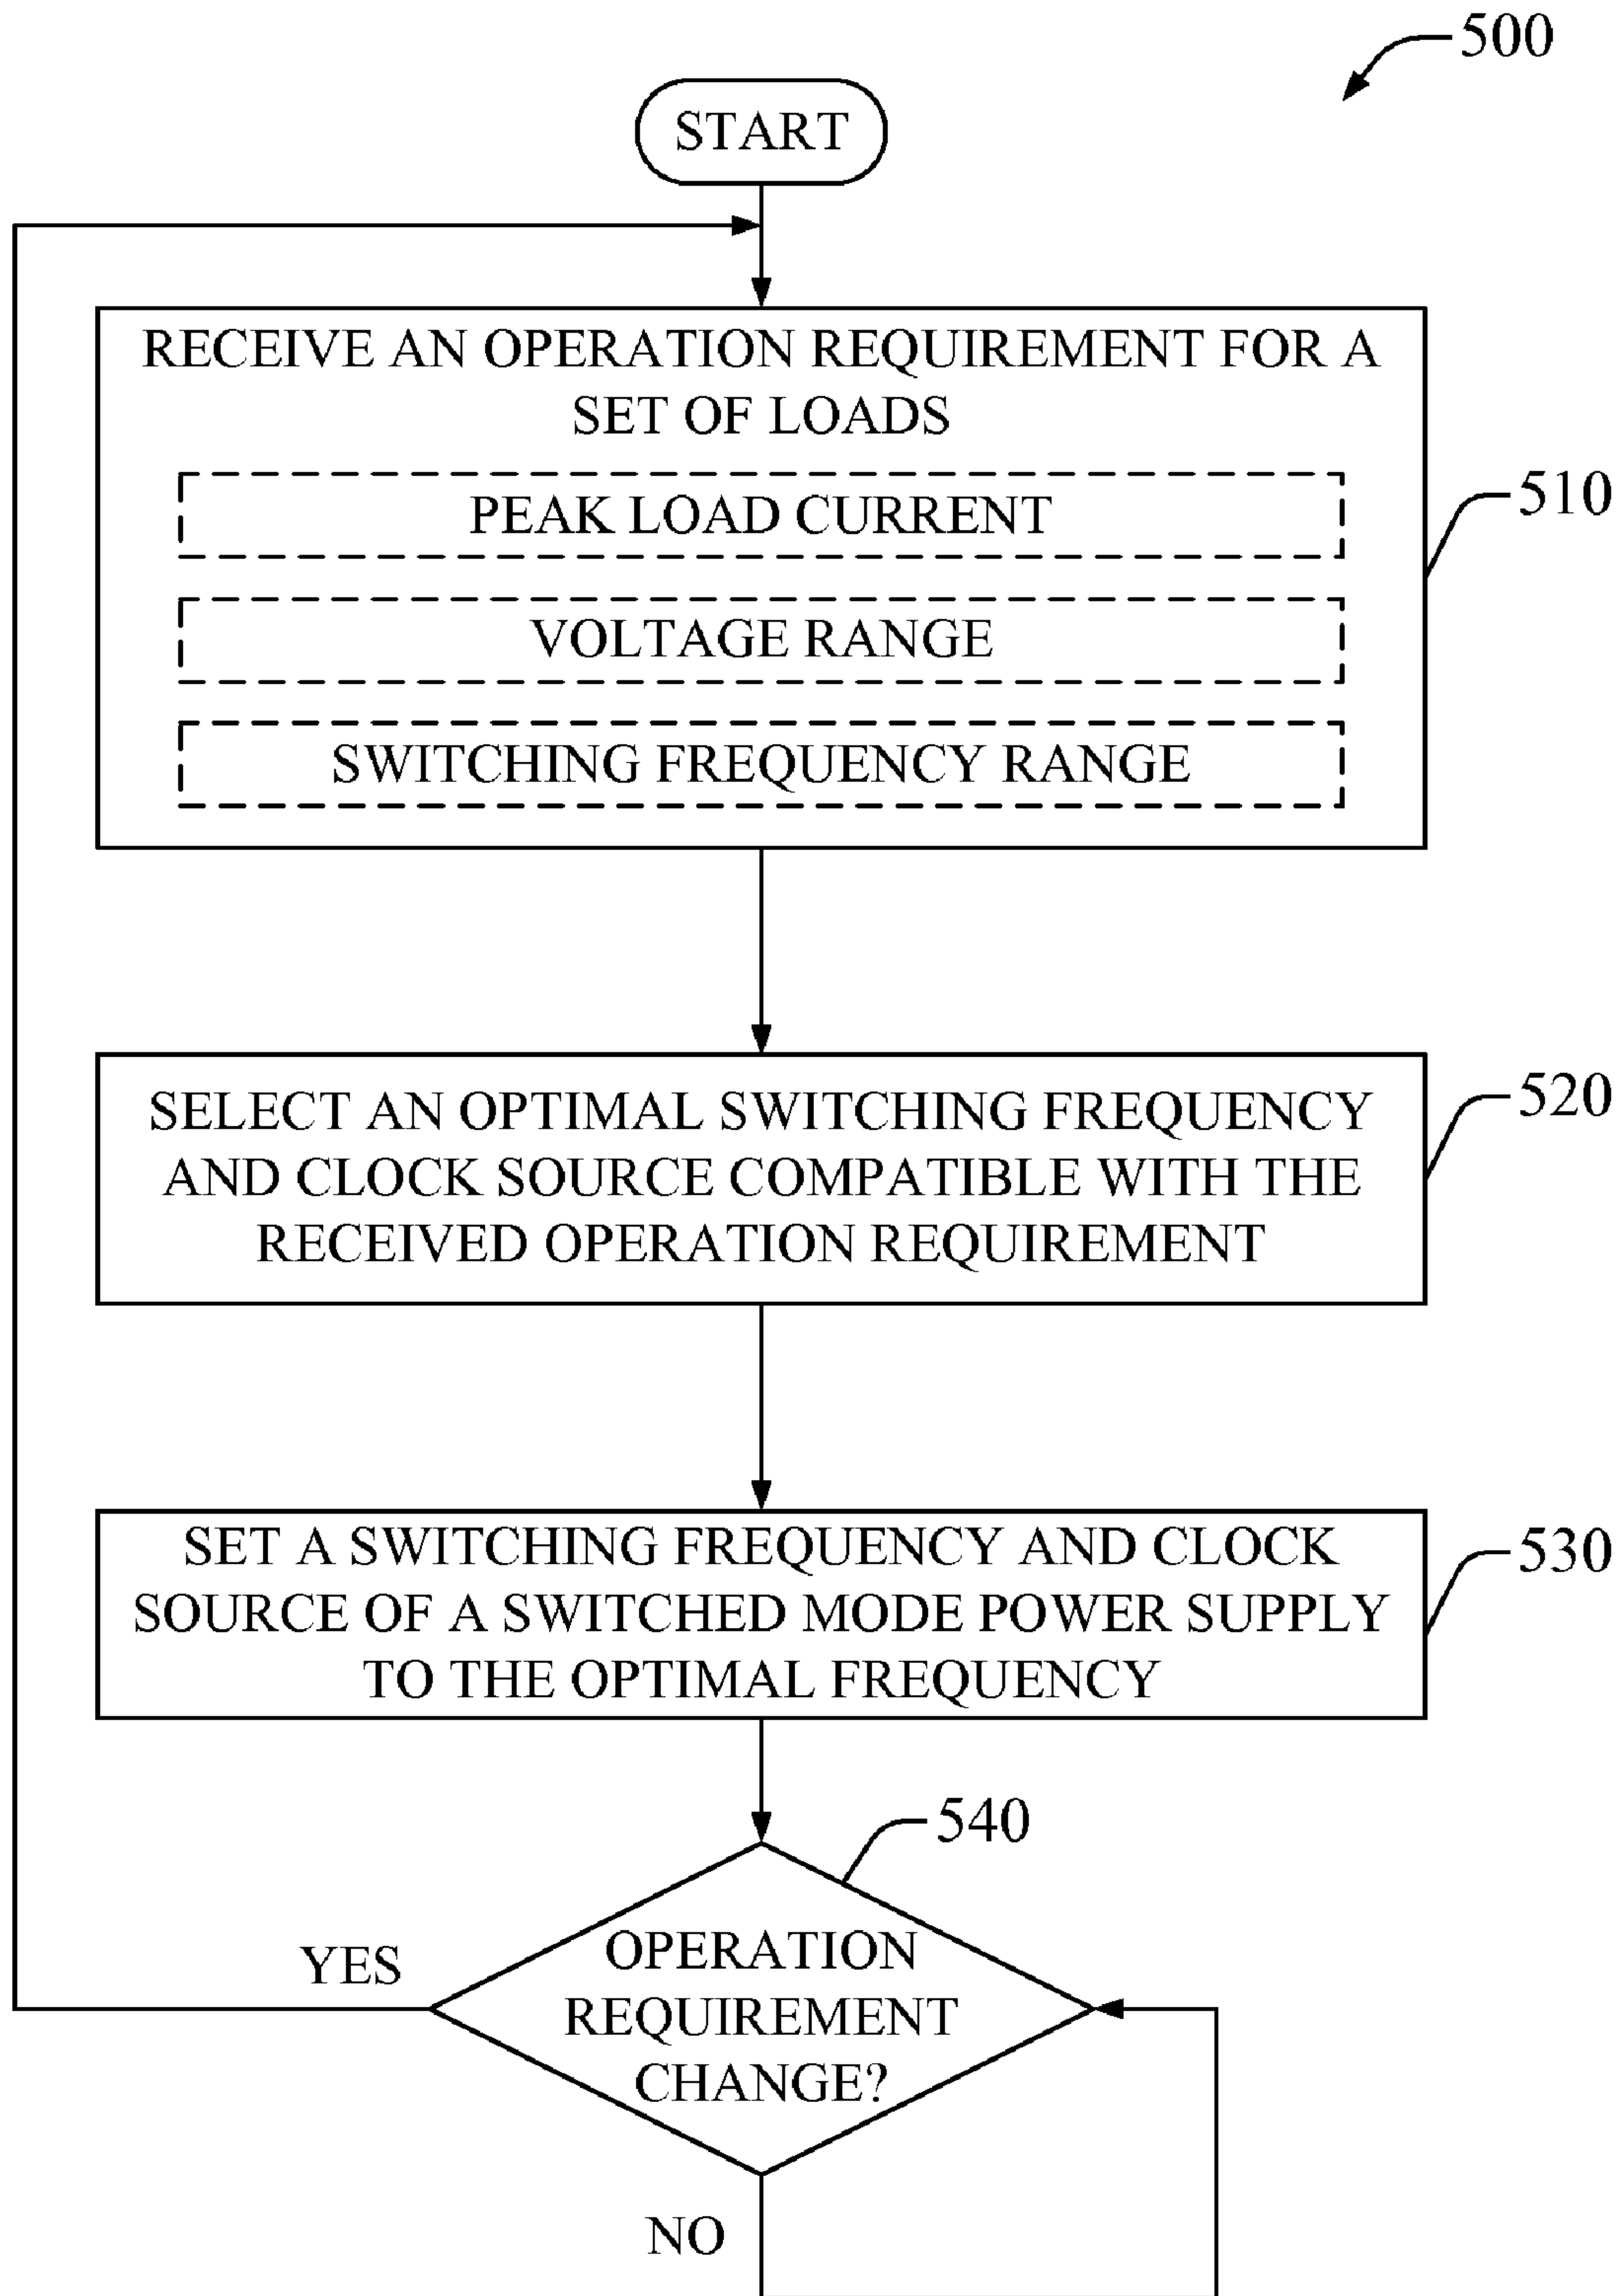 500
START
RECEIVE AN OPERATION REQUIREMENT FOR A
SET OF LOADS
PEAK LOAD CURRENT
510
VOLTAGE RANGE
SWITCHING FREQUENCY RANGE
SELECT AN OPTIMAL SWITCHING FREQUENCY
520
AND CLOCK SOURCE COMPATIBLE WITH THE
RECEIVED OPERATION REQUIREMENT
SET A SWITCHING FREQUENCY AND CLOCK
530
SOURCE OF A SWITCHED MODE POWER SUPPLY
TO THE OPTIMAL FREQUENCY
540
YES
OPERATION
REQUIREMENT
CHANGE?
NO